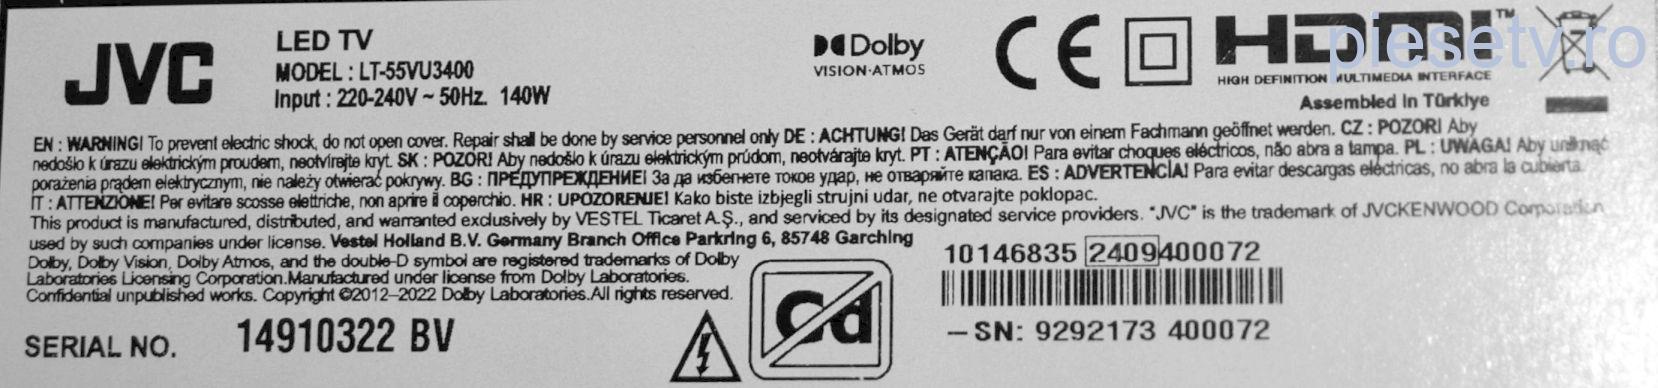 JVC
LED TV
MODEL : LT-55VU3400
Input : 220-240V ~ 50Hz. 140W
Dolby
VISION·ATMOS
CE
HDMI™
HIGH DEFINITION MULTIMEDIA INTERFACE
piesetv.ro
Assembled in Türkiye
EN : WARNING! To prevent electric shock, do not open cover. Repair shall be done by service personnel only DE : ACHTUNG! Das Gerät darf nur von einem Fachmann geöffnet werden. CZ : POZOR! Aby
nedošlo k úrazu elektrickým proudem, neotvírejte kryt. SK : POZOR! Aby nedošlo k úrazu elektrickým prúdom, neotvárajte kryt. PT : ATENÇÃO! Para evitar choques eléctricos, não abra a tampa. PL : UWAGA! Aby uniknąć
porażenia prądem elektrycznym, nie należy otwierać pokrywy. BG : ПРЕДУПРЕЖДЕНИЕ! За да избегнете токов удар, не отваряйте капака. ES : ADVERTENCIA! Para evitar descargas eléctricas, no abra la cubierta.
IT : ATTENZIONE! Per evitare scosse elettriche, non aprire il coperchio. HR : UPOZORENJE! Kako biste izbjegli strujni udar, ne otvarajte poklopac.
This product is manufactured, distributed, and warranted exclusively by VESTEL Ticaret A.Ş., and serviced by its designated service providers. "JVC" is the trademark of JVCKENWOOD Corporation
used by such companies under license. Vestel Holland B.V. Germany Branch Office Parkring 6, 85748 Garching
Dolby, Dolby Vision, Dolby Atmos, and the double-D symbol are registered trademarks of Dolby
Laboratories Licensing Corporation.Manufactured under license from Dolby Laboratories.
Confidential unpublished works. Copyright ©2012-2022 Dolby Laboratories.All rights reserved.
10146835 2409400072
SERIAL NO. 14910322 BV
Cd
–SN: 9292173 400072